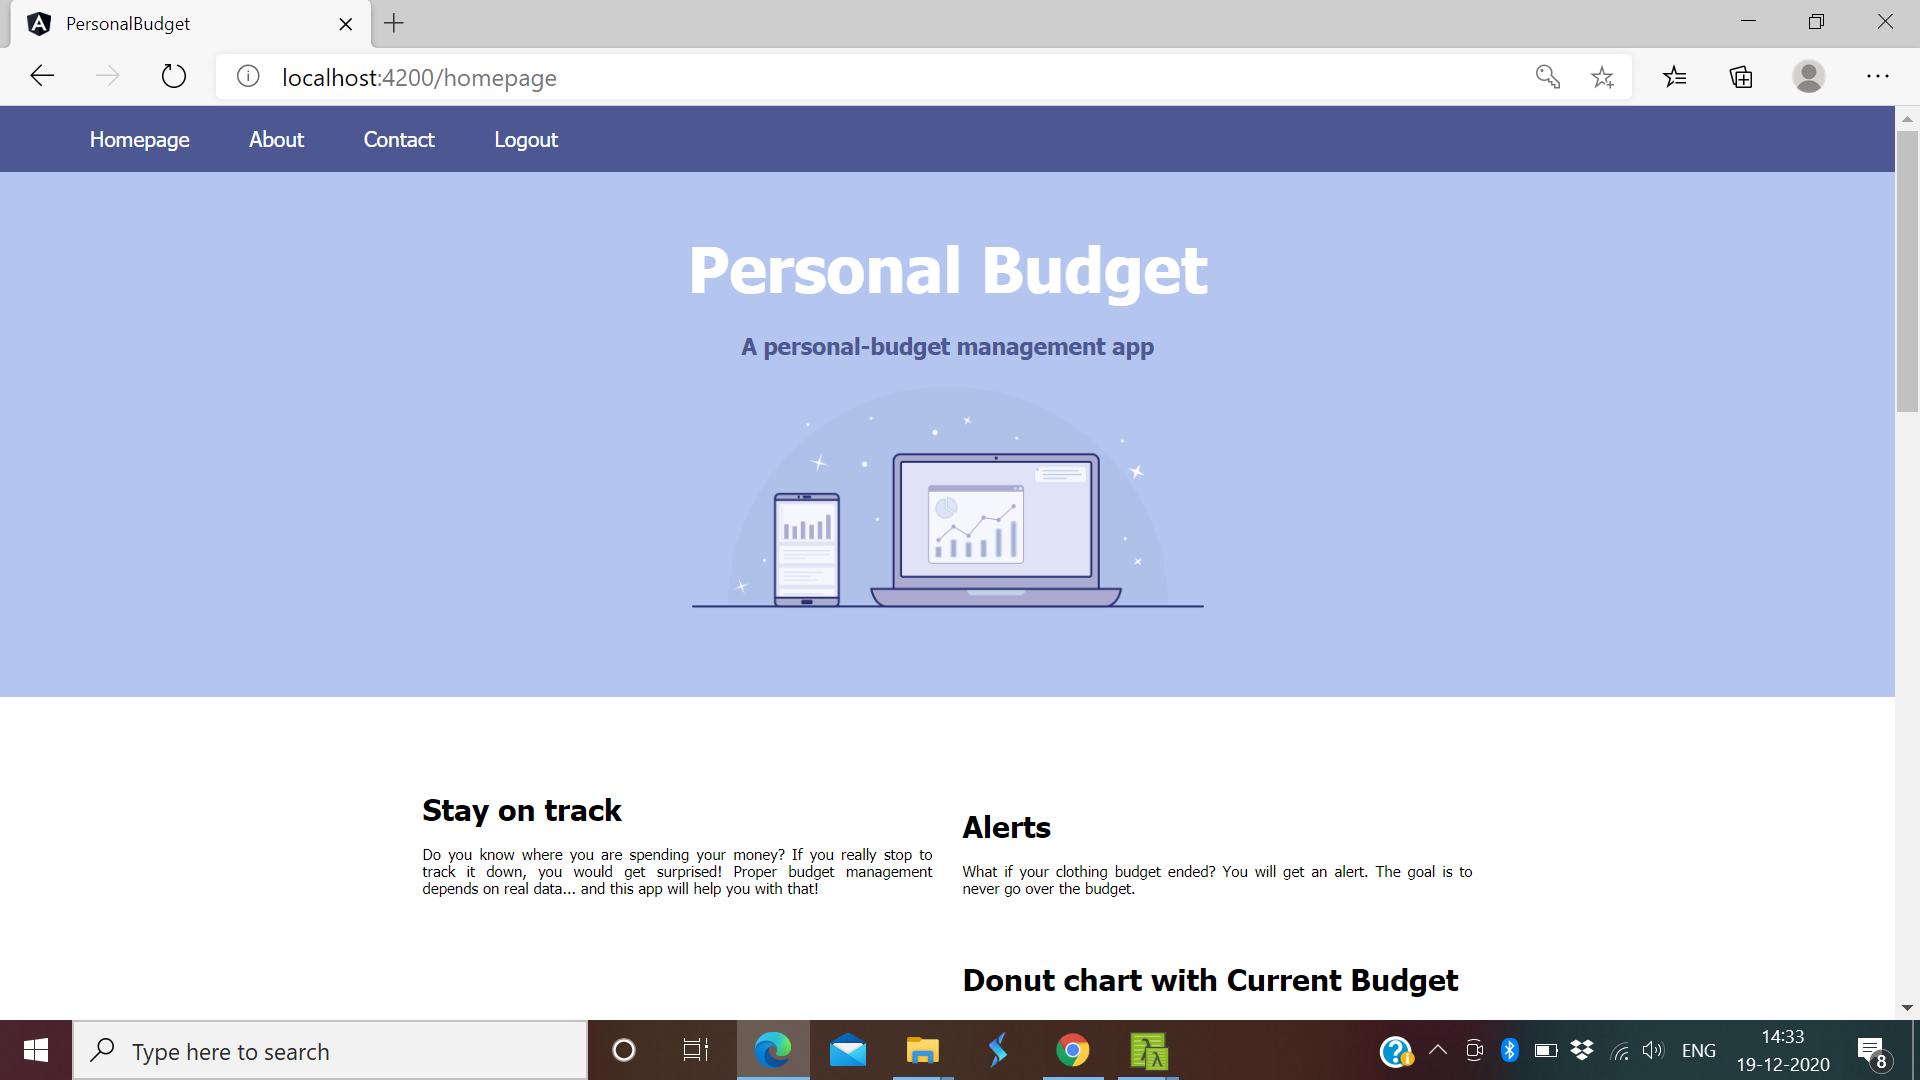 PersonalBudget
localhost:4200/homepage
Homepage
About
Contact
Logout
Personal Budget
A personal-budget management app
Stay on track
Do you know where you are spending your money? If you really stop to
track it down, you would get surprised! Proper budget management
depends on real data... and this app will help you with that!
Alerts
What if your clothing budget ended? You will get an alert. The goal is to
never go over the budget.
Donut chart with Current Budget
Type here to search
ENG
14:33
19-12-2020
8